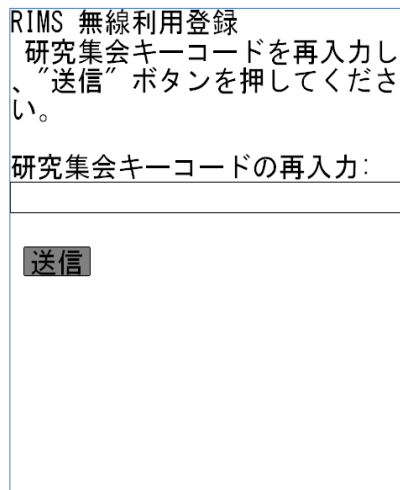 RIMS 無線利用登録
研究集会キーコードを再入力し
、"送信" ボタンを押してくださ
い。
研究集会キーコードの再入力:
送信